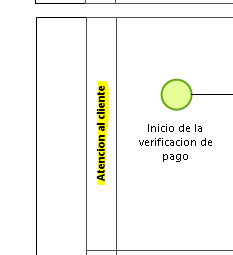 Atencion al cliente
Inicio de la
verificacion de
pago